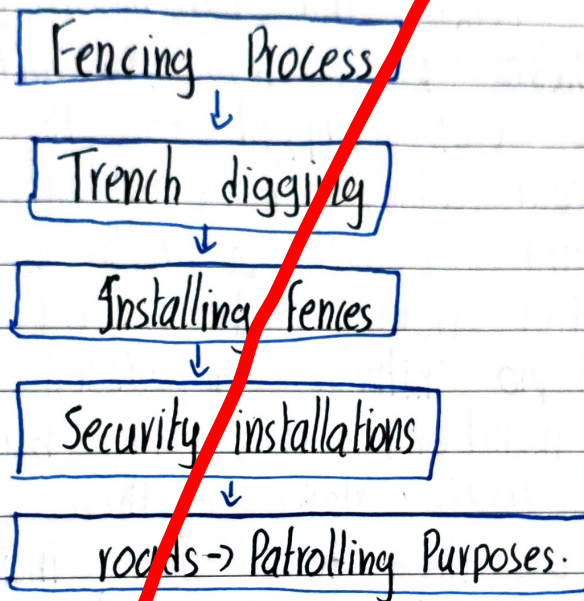 Fencing Process
↓
Trench digging
↓
Installing fences
↓
Security installations
↓
roads → Patrolling Purposes.